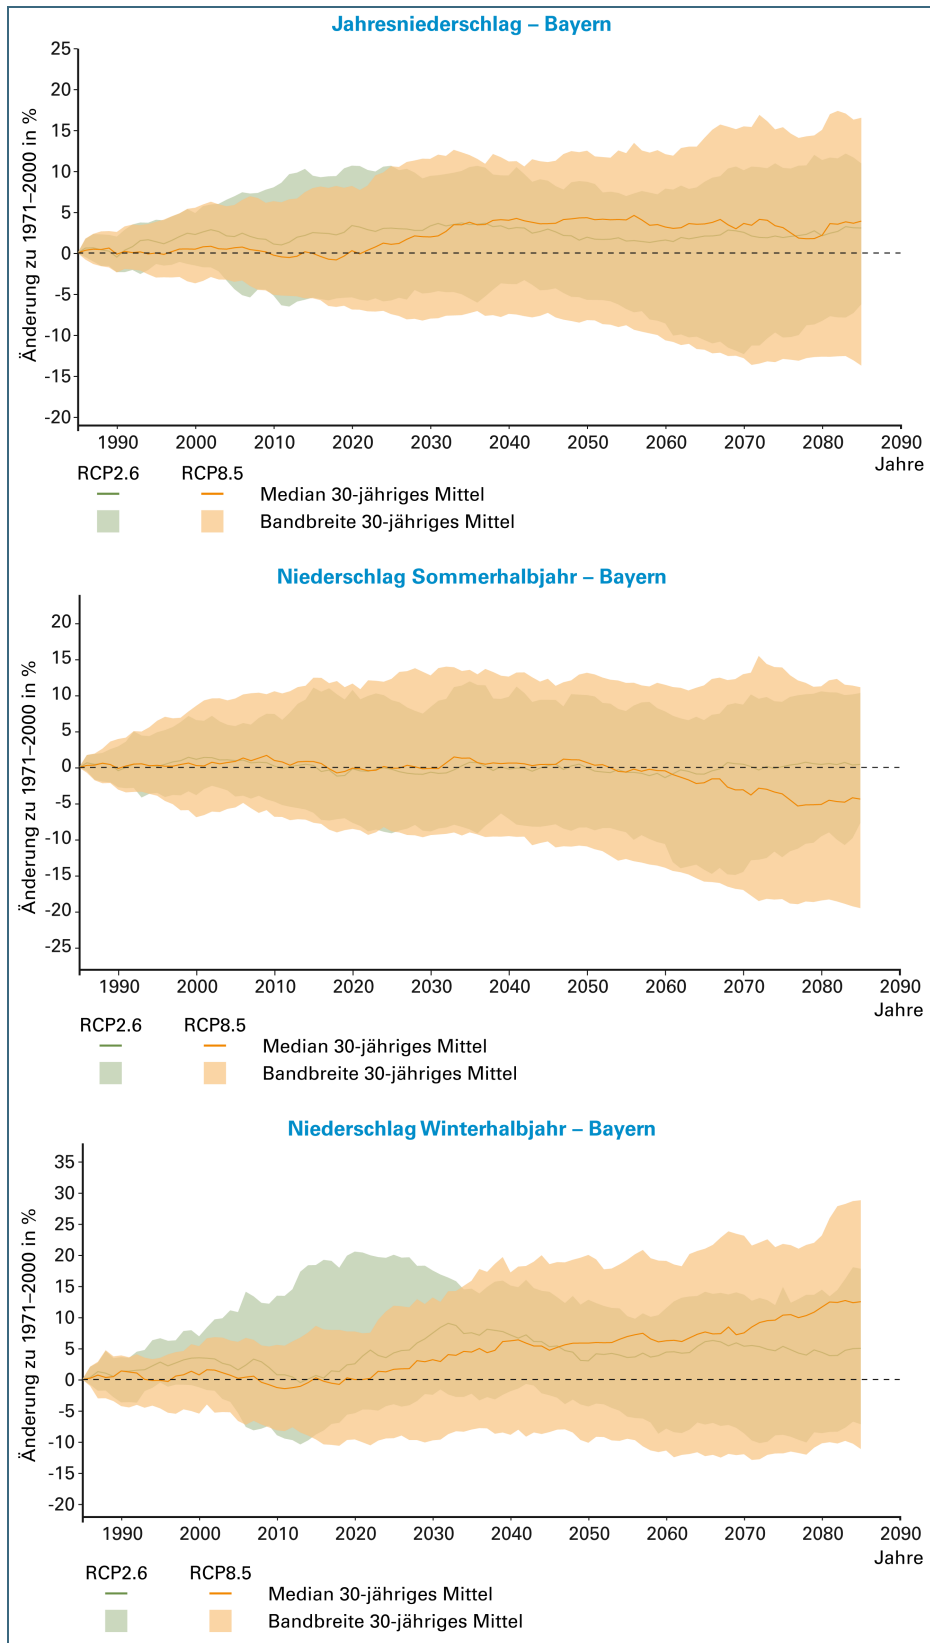 Jahresniederschlag – Bayern
Änderung zu 1971–2000 in %
25
20
15
10
5
0
-5
-10
-15
-20
1990 2000 2010 2020 2030 2040 2050 2060 2070 2080 2090
Jahre
RCP2.6 RCP8.5
Median 30-jähriges Mittel
Bandbreite 30-jähriges Mittel
Niederschlag Sommerhalbjahr – Bayern
Änderung zu 1971–2000 in %
20
15
10
5
0
-5
-10
-15
-20
-25
1990 2000 2010 2020 2030 2040 2050 2060 2070 2080 2090
Jahre
RCP2.6 RCP8.5
Median 30-jähriges Mittel
Bandbreite 30-jähriges Mittel
Niederschlag Winterhalbjahr – Bayern
Änderung zu 1971–2000 in %
35
30
25
20
15
10
5
0
-5
-10
-15
-20
1990 2000 2010 2020 2030 2040 2050 2060 2070 2080 2090
Jahre
RCP2.6 RCP8.5
Median 30-jähriges Mittel
Bandbreite 30-jähriges Mittel